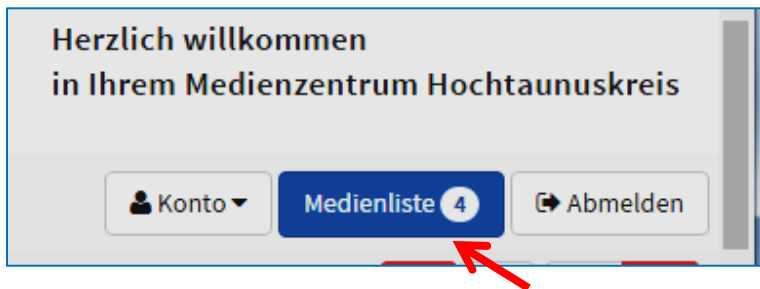 Herzlich willkommen
in Ihrem Medienzentrum Hochtaunuskreis
Konto Medienliste 4 Abmelden